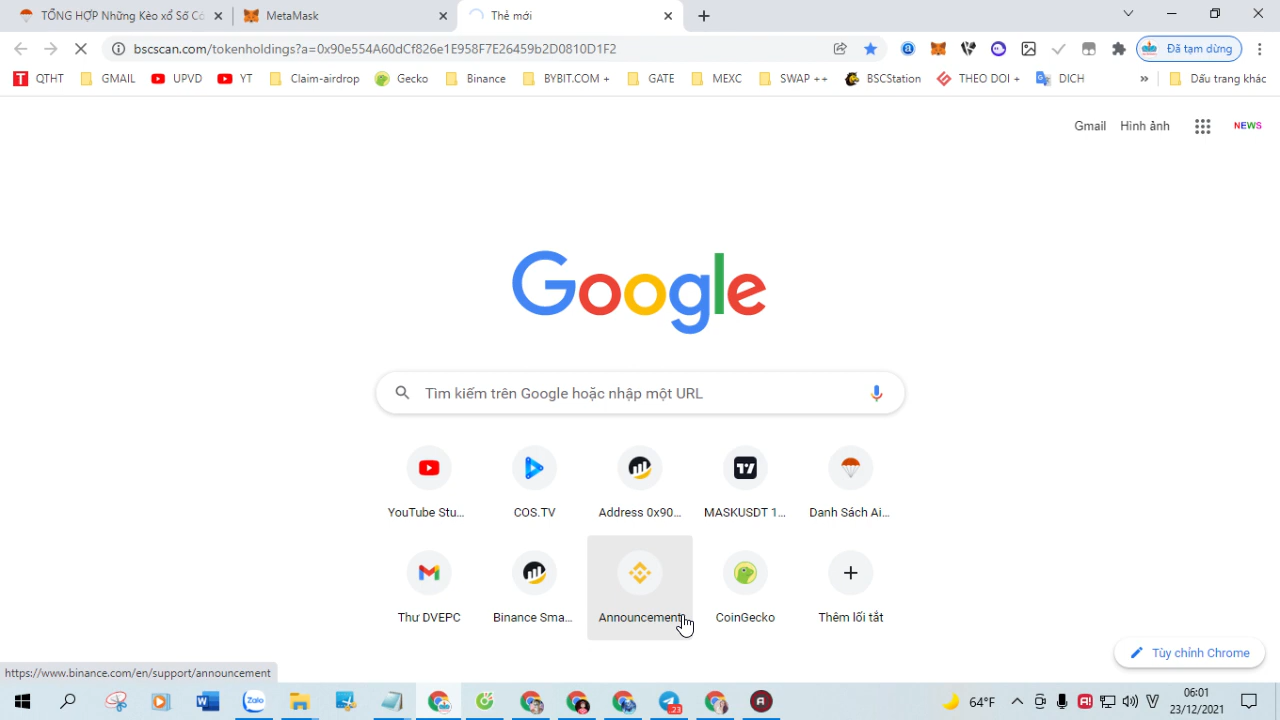 TỔNG HỢP Những Kèo xổ Số Cơ
MetaMask
Thẻ mới
bscscan.com/tokenholdings?a=0x90e554A60dCf826e1E958F7E26459b2D0810D1F2
Đã tạm dừng
QTHT
GMAIL
UPVD
YT
Claim-airdrop
Gecko
Binance
BYBIT.COM +
GATE
MEXC
SWAP ++
BSCStation
THEO DOI +
DICH
»
Dấu trang khác
Gmail
Hình ảnh
NEWS
Google
Tìm kiếm trên Google hoặc nhập một URL
YouTube Stu...
COS.TV
Address 0x90...
MASKUSDT 1...
Danh Sách Ai...
Thư DVEPC
Binance Sma...
Announcement
CoinGecko
Thêm lối tắt
Tùy chỉnh Chrome
https://www.binance.com/en/support/announcement
Zalo
23
64°F
06:01
23/12/2021